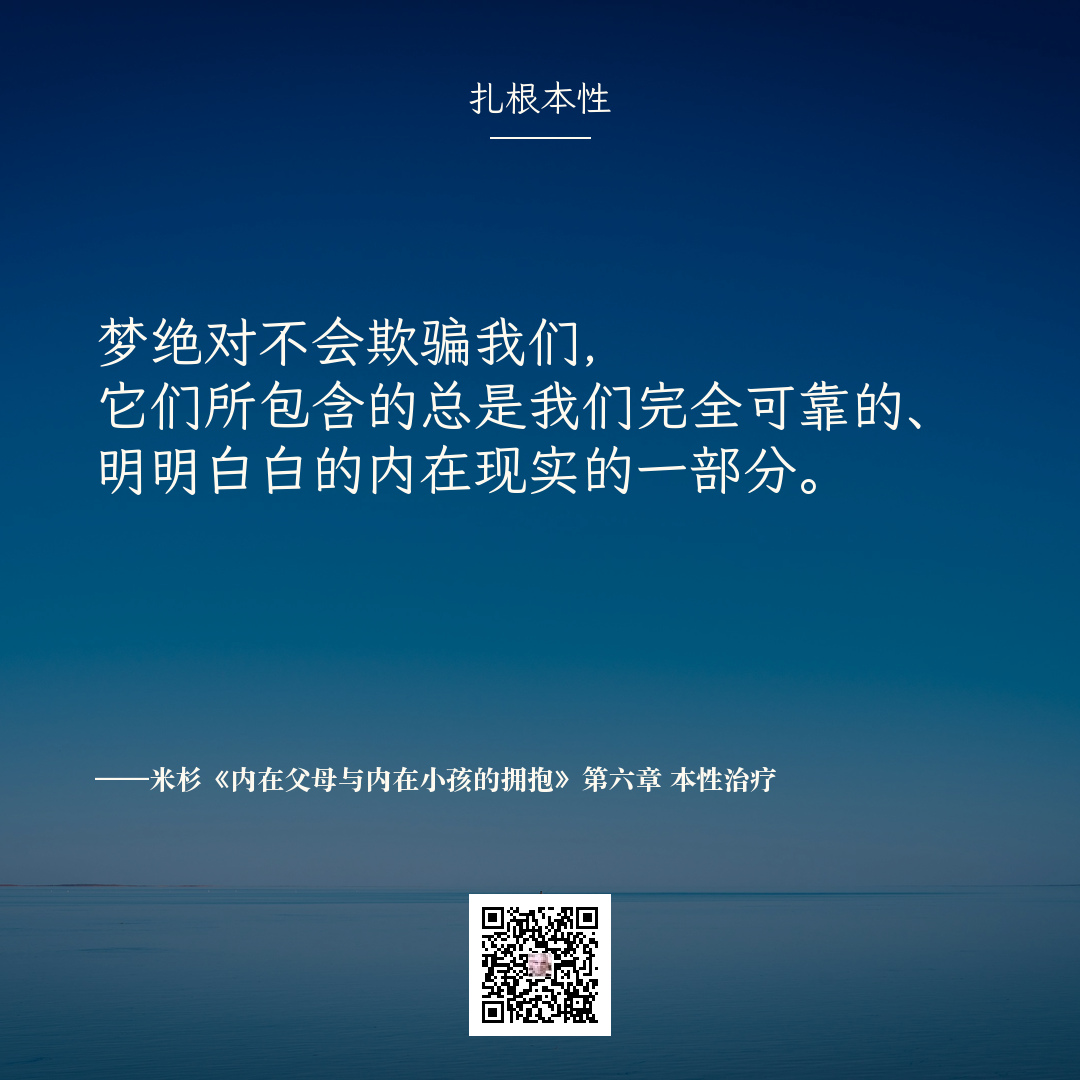 扎根本性
梦绝对不会欺骗我们,
它们所包含的总是我们完全可靠的、
明明白白的内在现实的一部分。
——米杉《内在父母与内在小孩的拥抱》第六章 本性治疗